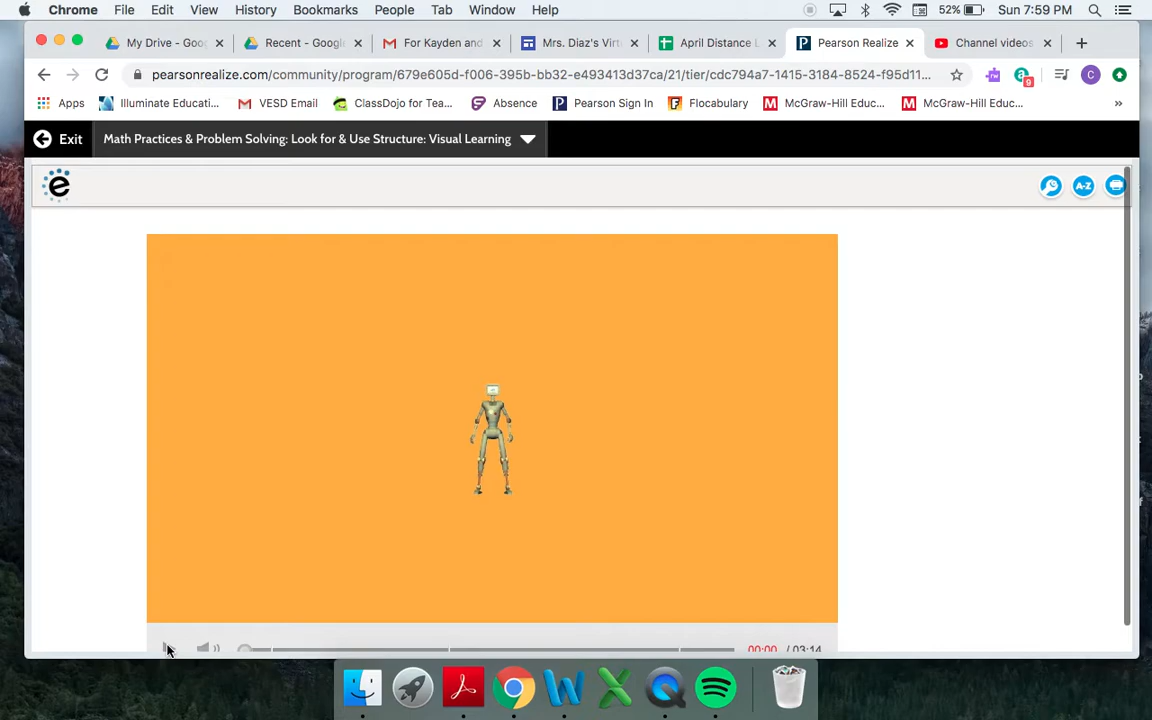 Chrome File Edit View History Bookmarks People Tab Window Help 52% Sun 7:59 PM
My Drive - Goo Recent - Google For Kayden and Mrs. Diaz's Virtu April Distance L Pearson Realize Channel videos
pearsonrealize.com/community/program/679e605d-f006-395b-bb32-e493413d37ca/21/tier/cdc794a7-1415-3184-8524-f95d11... 9 C
Apps Illuminate Educati... VESD Email ClassDojo for Tea... Absence Pearson Sign In Flocabulary McGraw-Hill Educ... McGraw-Hill Educ... »
Exit Math Practices & Problem Solving: Look for & Use Structure: Visual Learning
e A-Z
00:00 / 03:14